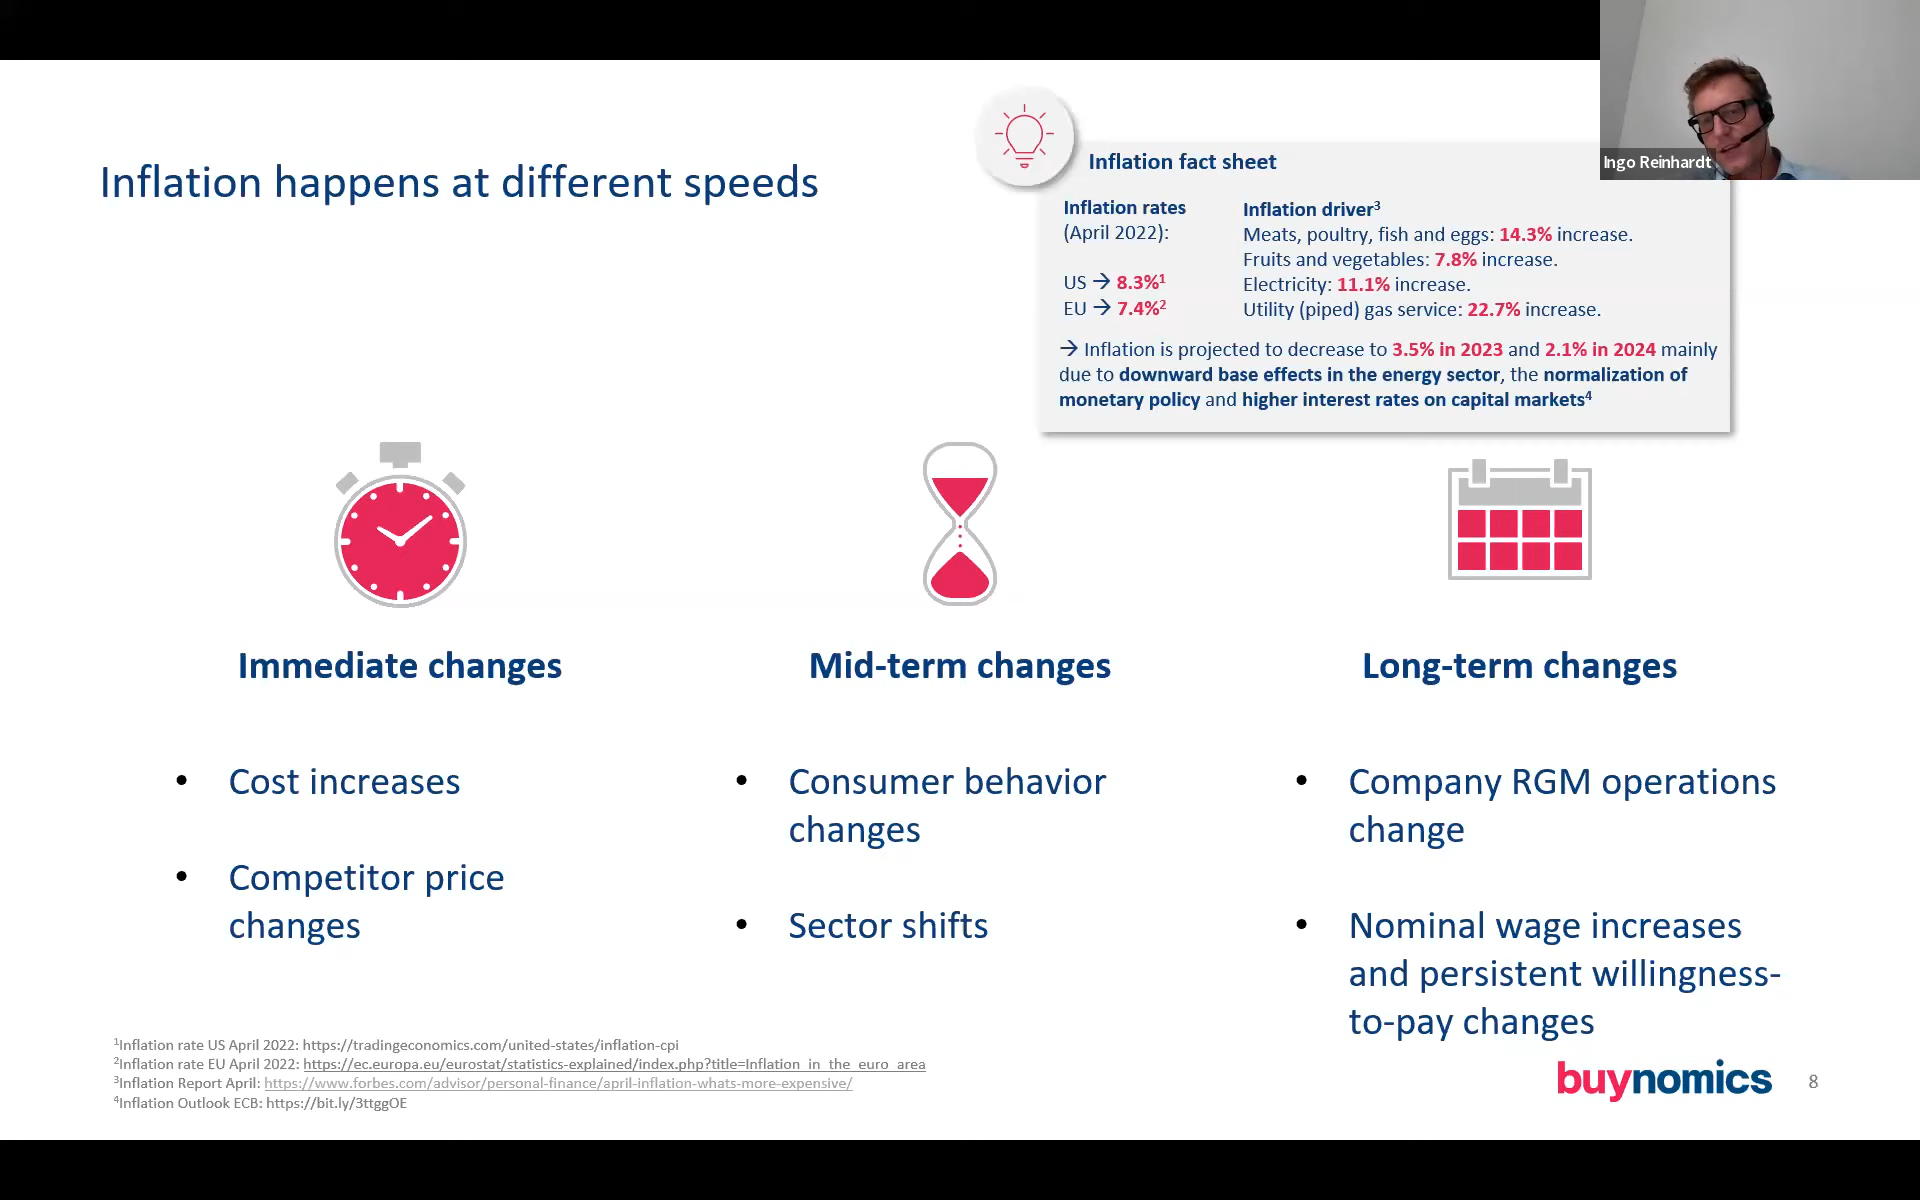 Ingo Reinhardt
Inflation happens at different speeds
Inflation fact sheet
Inflation rates
(April 2022):
US → 8.3%¹
EU → 7.4%²
Inflation driver³
Meats, poultry, fish and eggs: 14.3% increase.
Fruits and vegetables: 7.8% increase.
Electricity: 11.1% increase.
Utility (piped) gas service: 22.7% increase.
→ Inflation is projected to decrease to 3.5% in 2023 and 2.1% in 2024 mainly
due to downward base effects in the energy sector, the normalization of
monetary policy and higher interest rates on capital markets⁴
Immediate changes
• Cost increases
• Competitor price
changes
Mid-term changes
• Consumer behavior
changes
• Sector shifts
Long-term changes
• Company RGM operations
change
• Nominal wage increases
and persistent willingness-
to-pay changes
¹Inflation rate US April 2022: https://tradingeconomics.com/united-states/inflation-cpi
²Inflation rate EU April 2022: https://ec.europa.eu/eurostat/statistics-explained/index.php?title=Inflation_in_the_euro_area
³Inflation Report April: https://www.forbes.com/advisor/personal-finance/april-inflation-whats-more-expensive/
⁴Inflation Outlook ECB: https://bit.ly/3ttggOE
buynomics
8